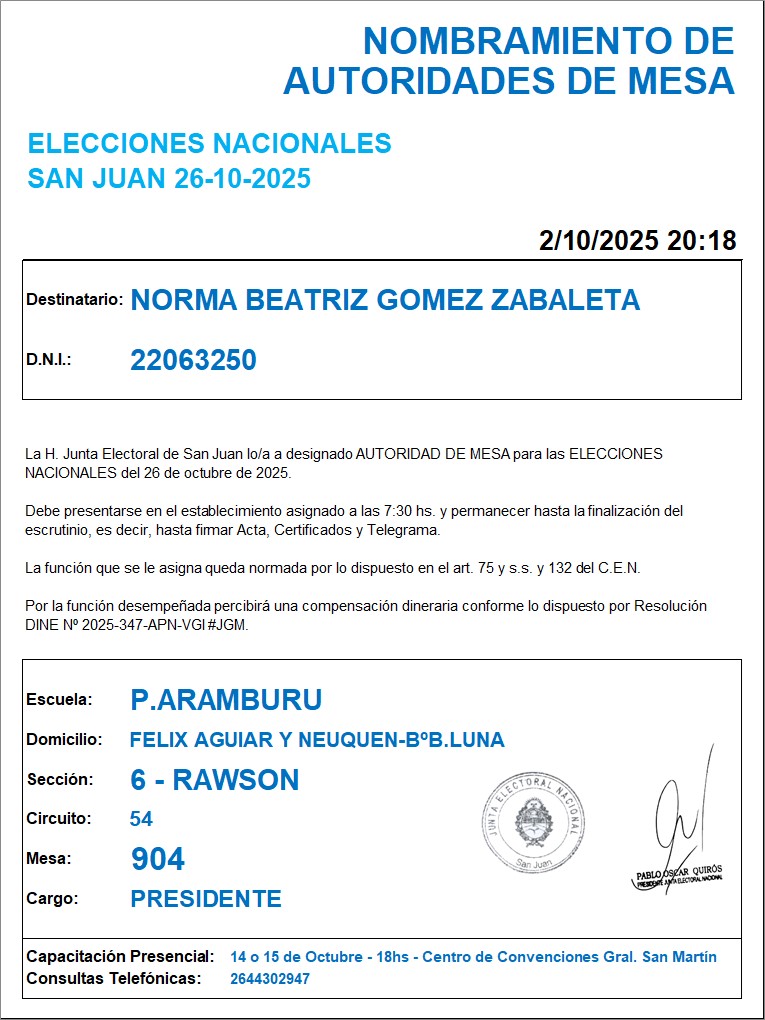 NOMBRAMIENTO DE
AUTORIDADES DE MESA
ELECCIONES NACIONALES
SAN JUAN 26-10-2025
2/10/2025 20:18
Destinatario: NORMA BEATRIZ GOMEZ ZABALETA
D.N.I.: 22063250
La H. Junta Electoral de San Juan lo/a a designado AUTORIDAD DE MESA para las ELECCIONES
NACIONALES del 26 de octubre de 2025.
Debe presentarse en el establecimiento asignado a las 7:30 hs. y permanecer hasta la finalización del
escrutinio, es decir, hasta firmar Acta, Certificados y Telegrama.
La función que se le asigna queda normada por lo dispuesto en el art. 75 y s.s. y 132 del C.E.N.
Por la función desempeñada percibirá una compensación dineraria conforme lo dispuesto por Resolución
DINE Nº 2025-347-APN-VGI#JGM.
Escuela: P.ARAMBURU
Domicilio: FELIX AGUIAR Y NEUQUEN-BºB.LUNA
Sección: 6 - RAWSON
Circuito: 54
Mesa: 904
Cargo: PRESIDENTE
JUNTA ELECTORAL NACIONAL
San Juan
PABLO OSCAR QUIRÓS
PRESIDENTE JUNTA ELECTORAL NACIONAL
Capacitación Presencial: 14 o 15 de Octubre - 18hs - Centro de Convenciones Gral. San Martín
Consultas Telefónicas: 2644302947